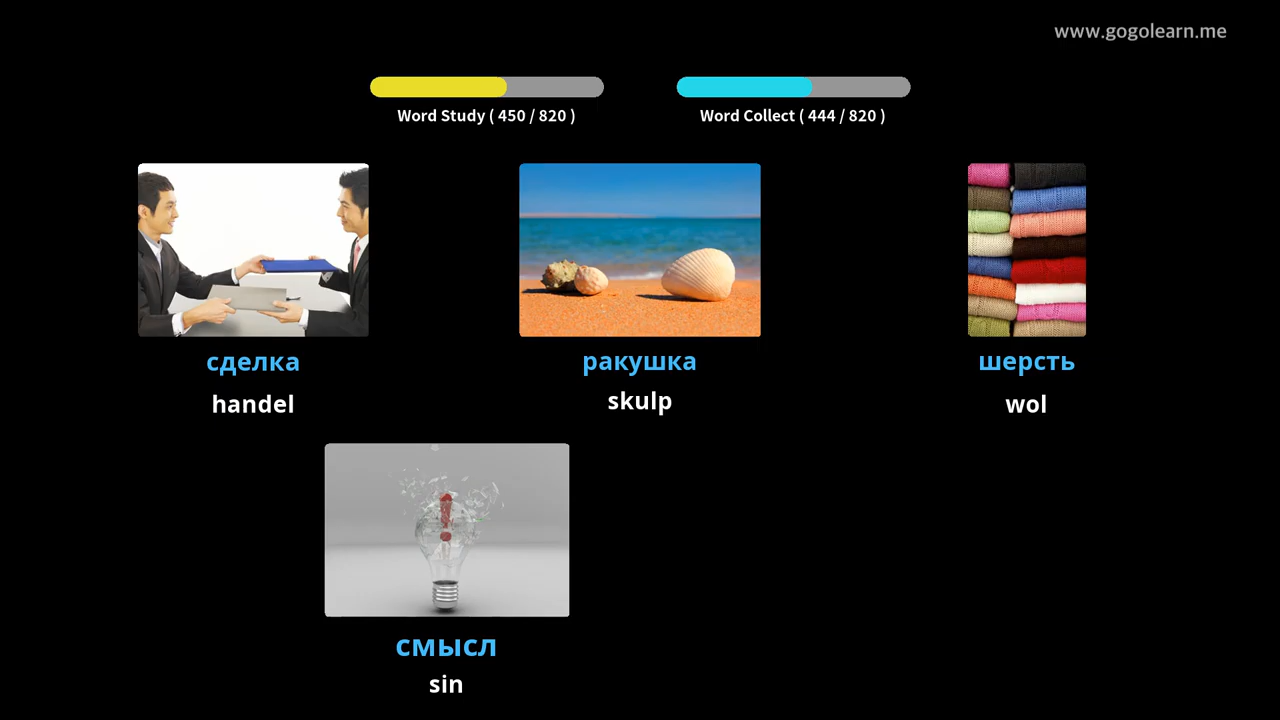 www.gogolearn.me
Word Study ( 450 / 820 )
Word Collect ( 444 / 820 )
сделка
handel
ракушка
skulp
шерсть
wol
смысл
sin